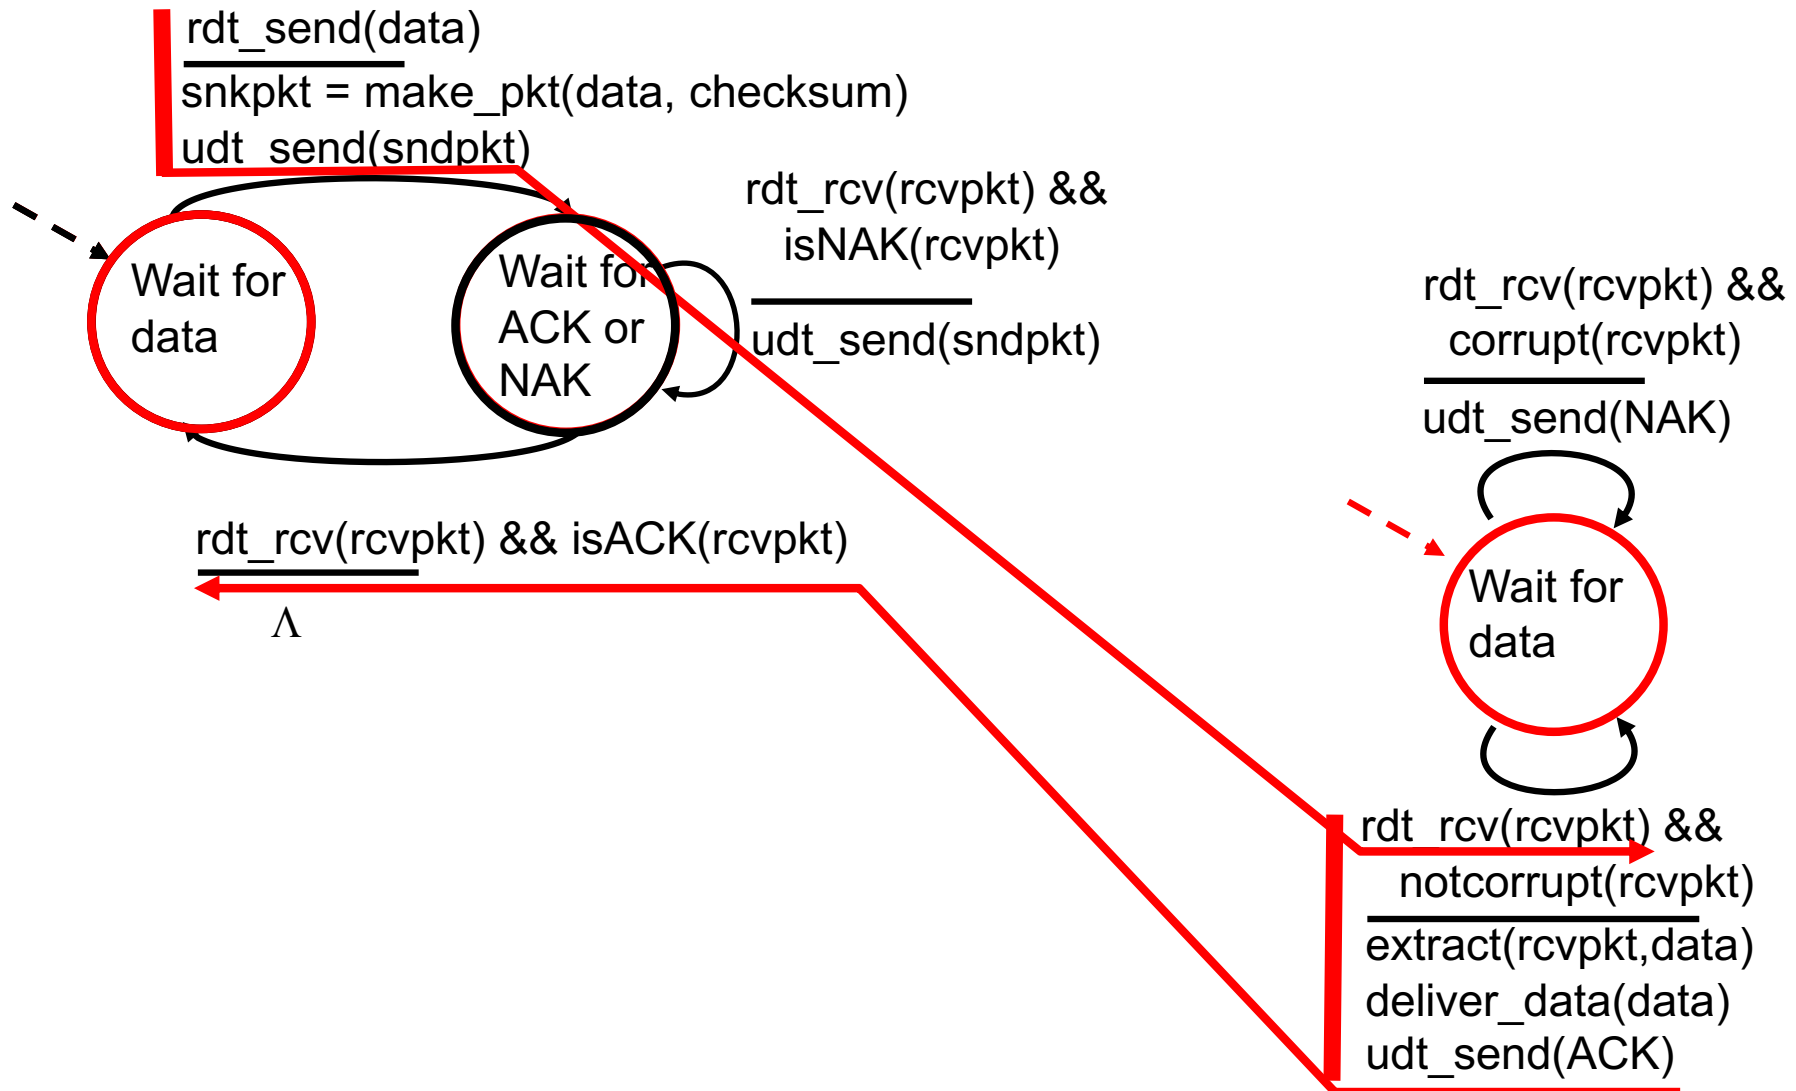 rdt_send(data)
snkpkt = make_pkt(data, checksum)
udt_send(sndpkt)
rdt_rcv(rcvpkt) &&
isNAK(rcvpkt)
udt_send(sndpkt)
Wait for
data
Wait for
ACK or
NAK
rdt_rcv(rcvpkt) && isACK(rcvpkt)
Λ
rdt_rcv(rcvpkt) &&
corrupt(rcvpkt)
udt_send(NAK)
Wait for
data
rdt_rcv(rcvpkt) &&
notcorrupt(rcvpkt)
extract(rcvpkt,data)
deliver_data(data)
udt_send(ACK)